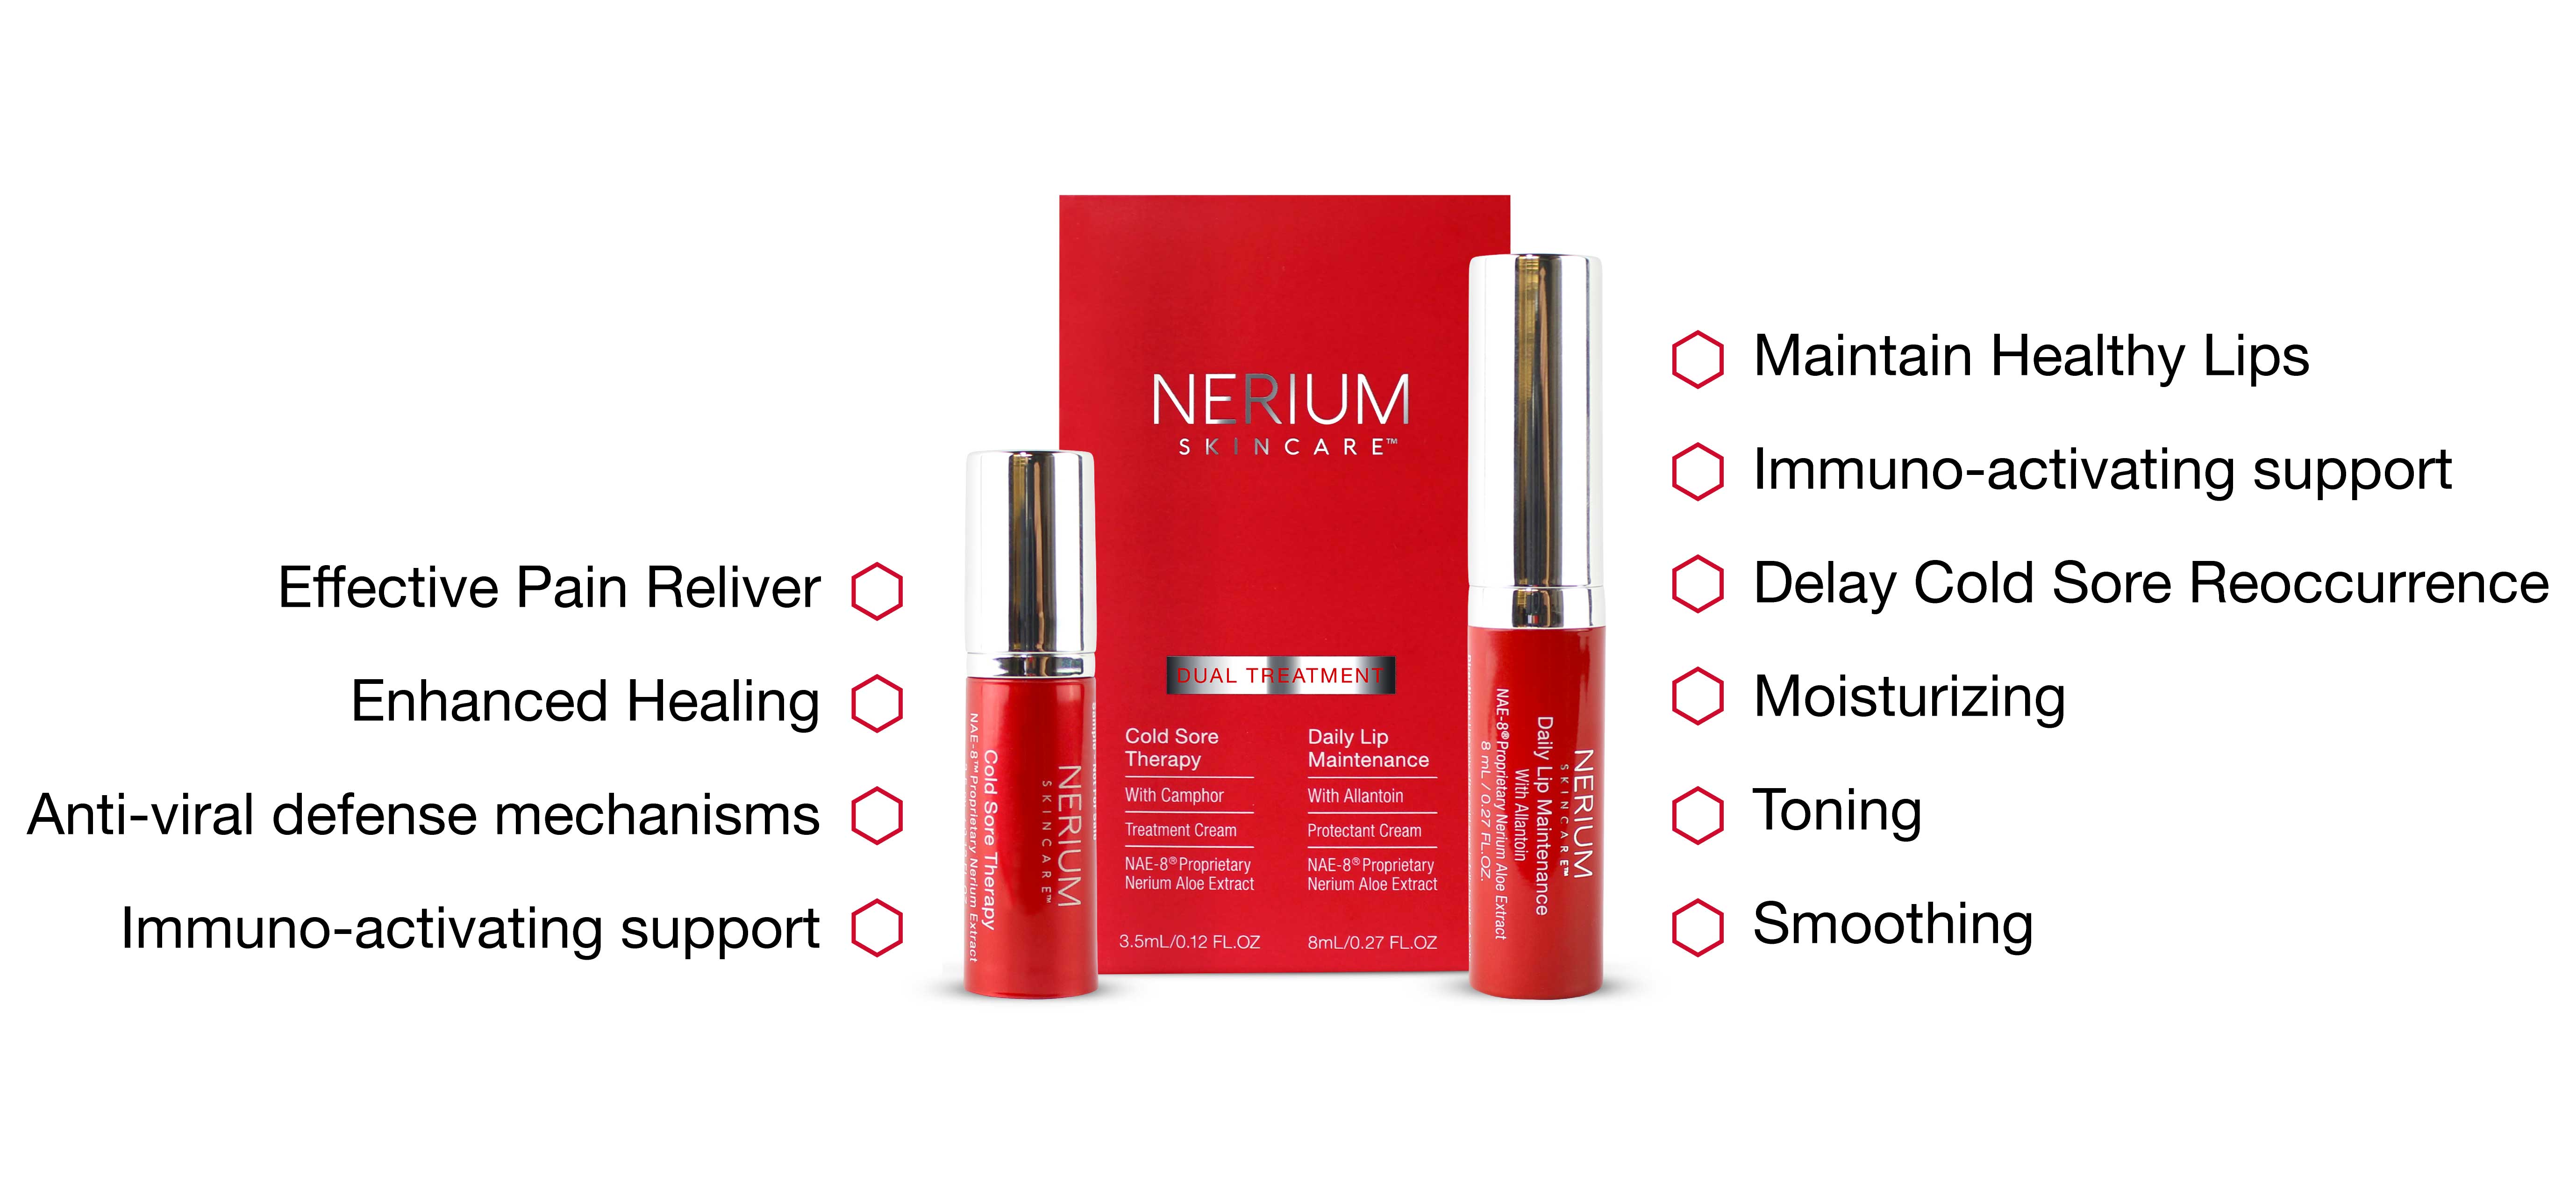 Effective Pain Reliver
Enhanced Healing
Anti-viral defense mechanisms
Immuno-activating support
NERIUM
SKINCARE™
Cold Sore Therapy
NAE-8™Proprietary Nerium Extract
NERIUM
SKINCARE™
DUAL TREATMENT
Cold Sore
Therapy
With Camphor
Treatment Cream
NAE-8®Proprietary
Nerium Aloe Extract
3.5mL/0.12 FL.OZ
Daily Lip
Maintenance
With Allantoin
Protectant Cream
NAE-8®Proprietary
Nerium Aloe Extract
8mL/0.27 FL.OZ
NERIUM
SKINCARE™
Daily Lip Maintenance
With Allantoin
NAE-8®Proprietary Nerium Aloe Extract
8 mL / 0.27 FL.OZ.
Maintain Healthy Lips
Immuno-activating support
Delay Cold Sore Reoccurrence
Moisturizing
Toning
Smoothing